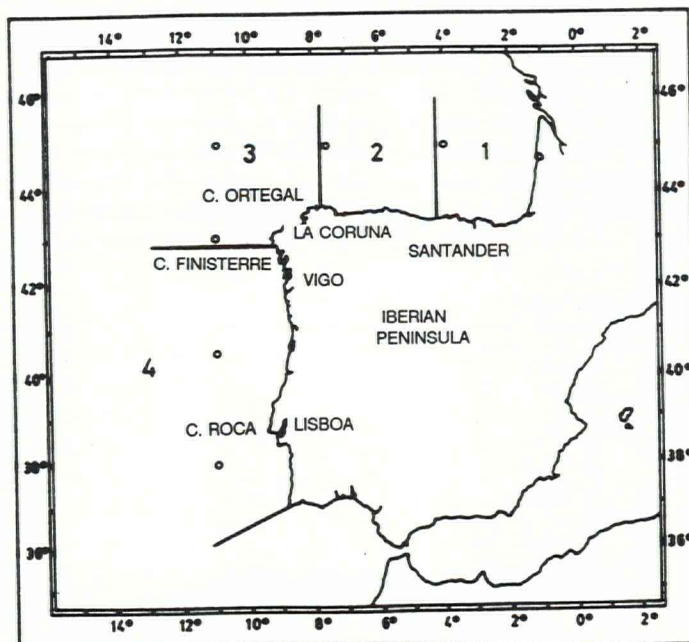 14° 12° 10° 8° 6° 4° 2° 0° 2°
46° 46°
3 2 1
44° 44°
C. ORTEGAL
LA CORUNA
SANTANDER
C. FINISTERRE
42° VIGO 42°
IBERIAN
PENINSULA
4
40° 40°
C. ROCA LISBOA
38° 38°
36° 36°
14° 12° 10° 8° 6° 4° 2° 0° 2°